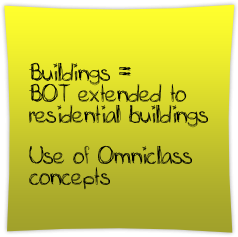 Buildings =
BOT extended to
residential buildings
Use of Omniclass
concepts